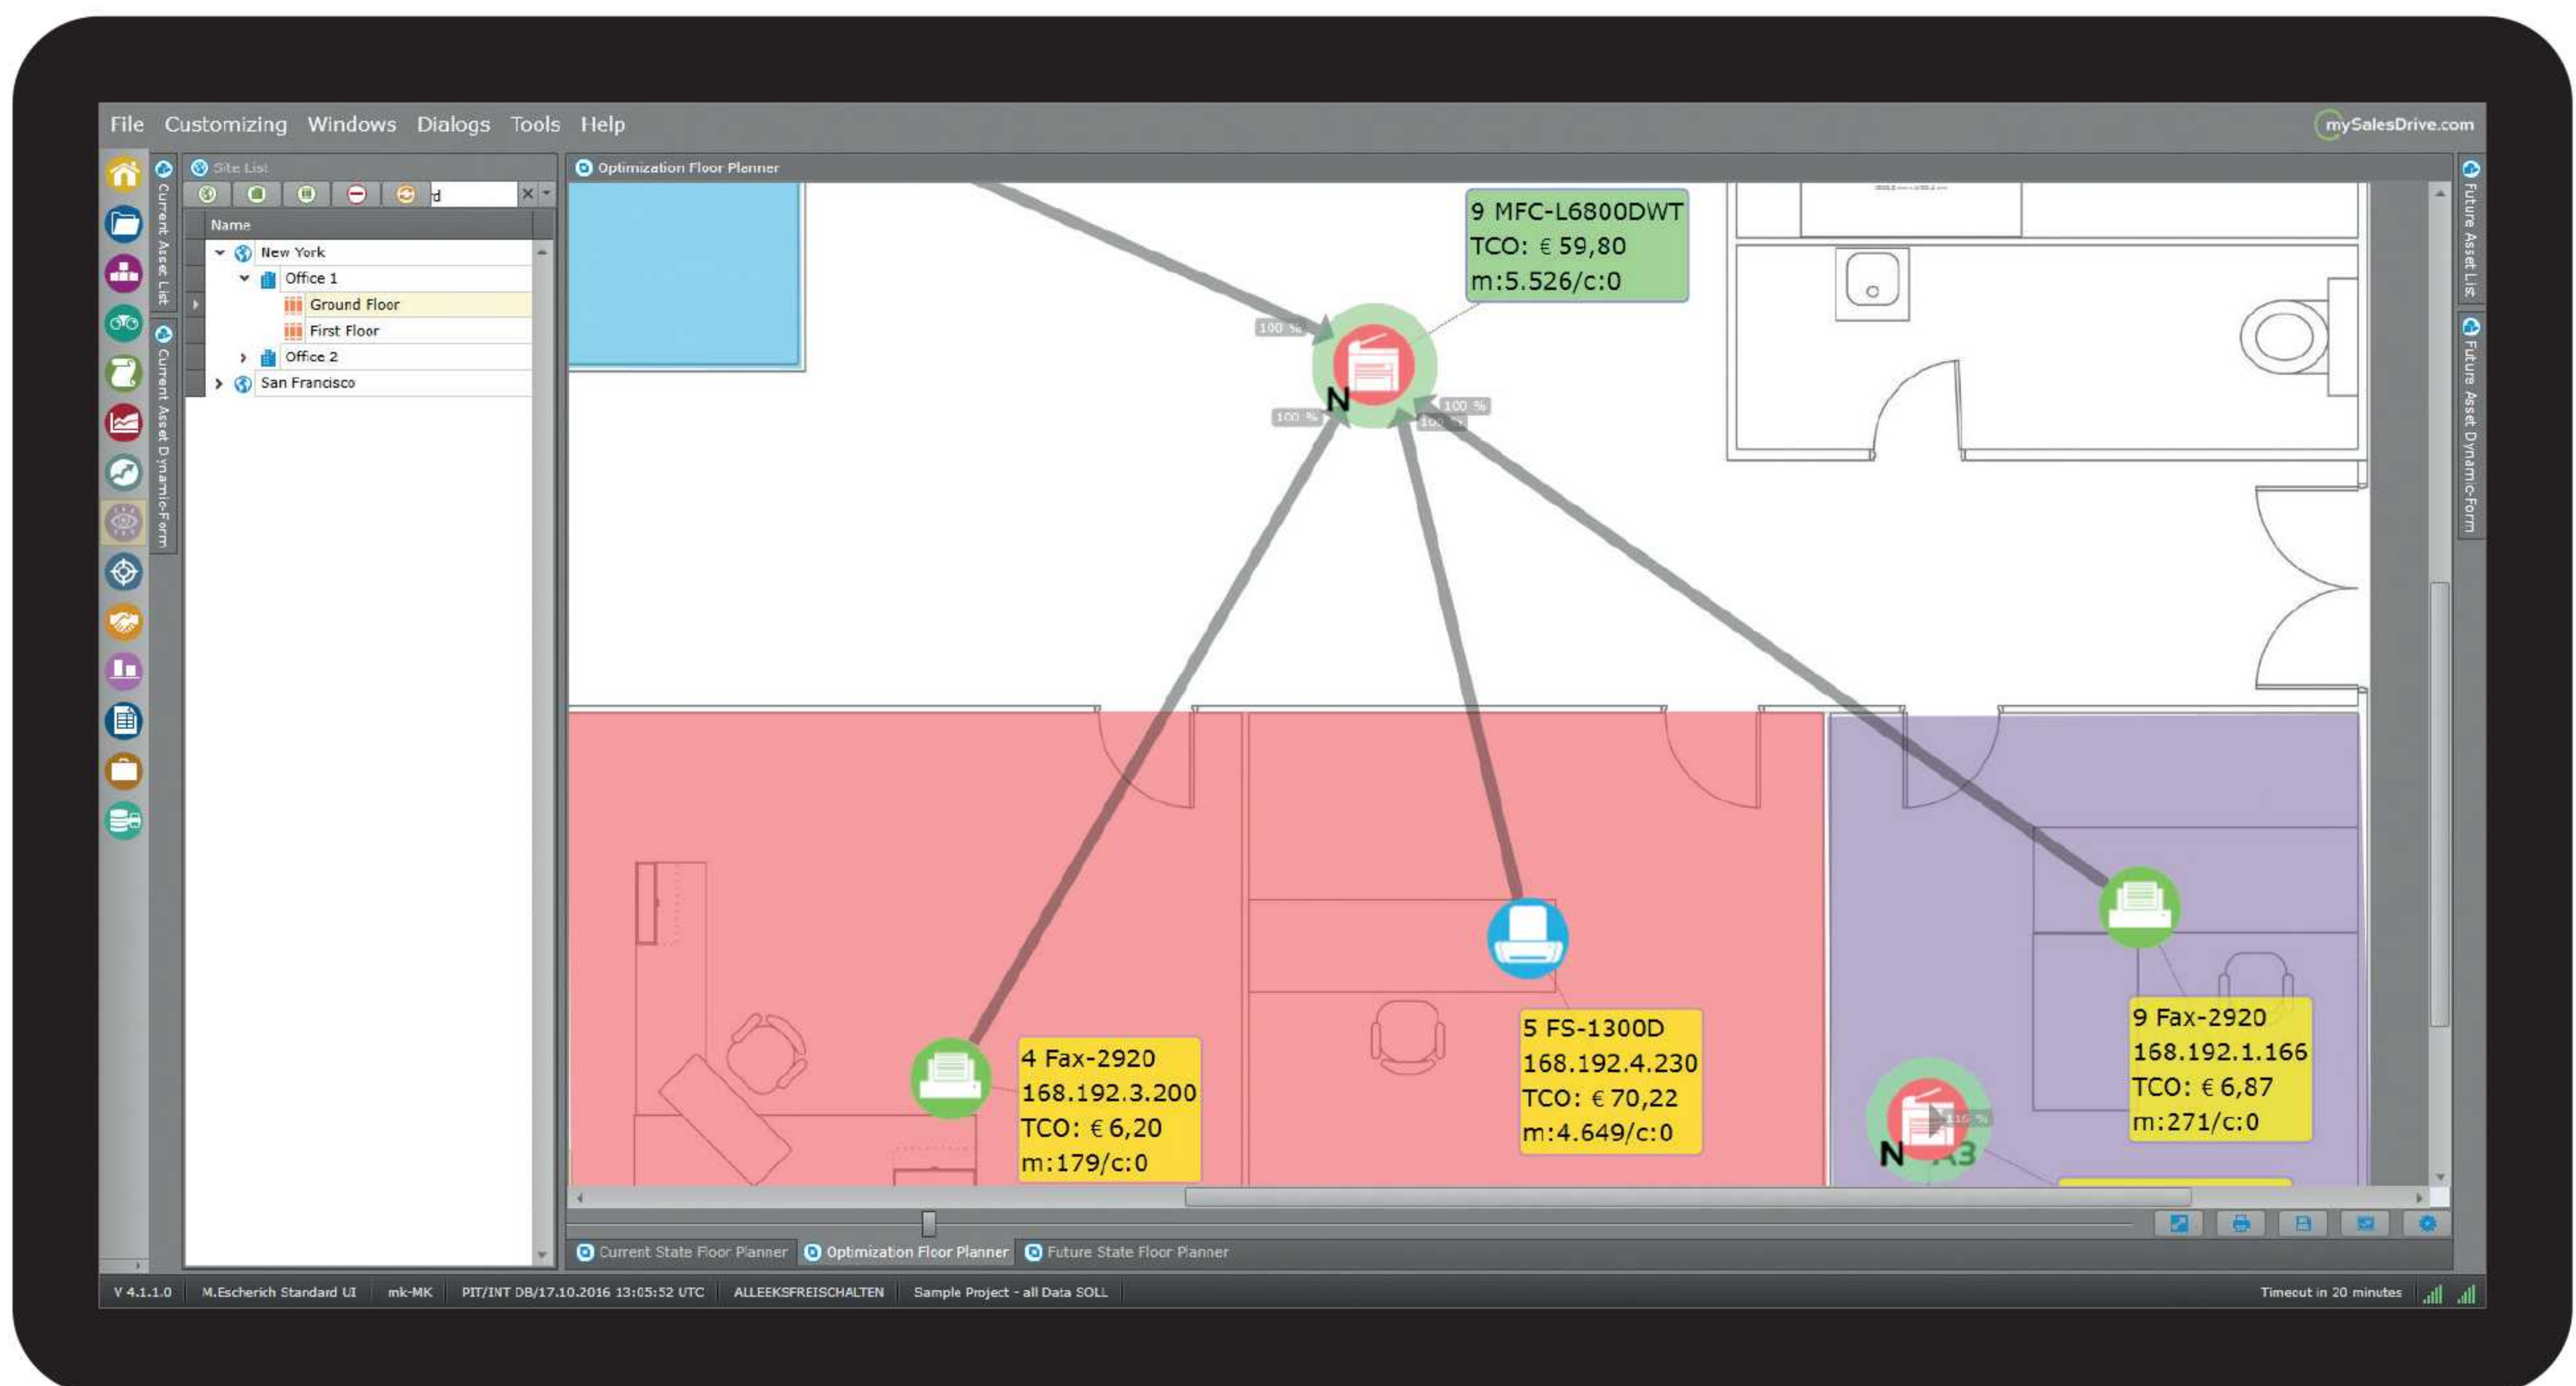 File Customizing Windows Dialogs Tools Help
mySalesDrive.com
Current Asset List
Current Asset Dynamic-Form
Site List
d
Name
New York
Office 1
Ground Floor
First Floor
Office 2
San Francisco
Optimization Floor Planner
9 MFC-L6800DWT
TCO: € 59,80
m:5.526/c:0
100 %
100 %
100 %
100 %
N
4 Fax-2920
168.192.3.200
TCO: € 6,20
m:179/c:0
5 FS-1300D
168.192.4.230
TCO: € 70,22
m:4.649/c:0
9 Fax-2920
168.192.1.166
TCO: € 6,87
m:271/c:0
116 %
N A3
Future Asset List
Future Asset Dynamic-Form
Current State Floor Planner Optimization Floor Planner Future State Floor Planner
V 4.1.1.0 M.Escherich Standard UI mk-MK PIT/INT DB/17.10.2016 13:05:52 UTC ALLEEKSFREISCHALTEN Sample Project - all Data SOLL Timeout in 20 minutes